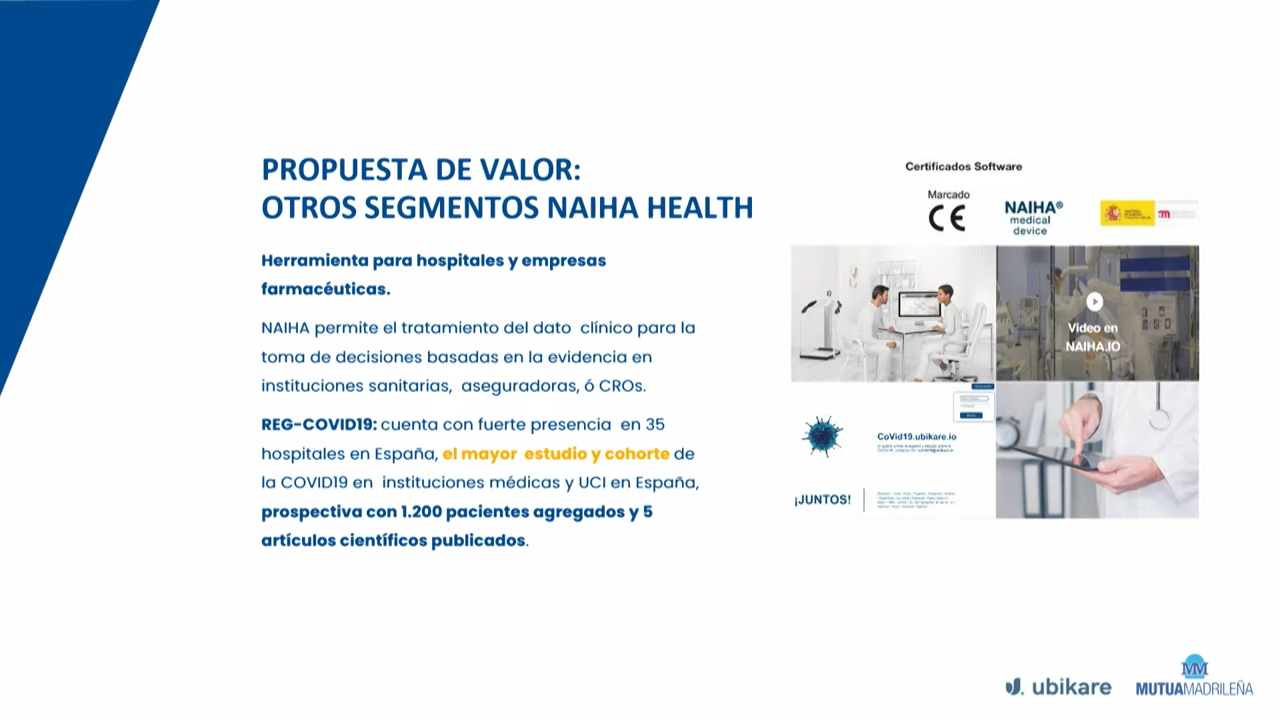 PROPUESTA DE VALOR:
OTROS SEGMENTOS NAIHA HEALTH
Herramienta para hospitales y empresas
farmacéuticas.
NAIHA permite el tratamiento del dato clínico para la
toma de decisiones basadas en la evidencia en
instituciones sanitarias, aseguradoras, ó CROs.
REG-COVID19: cuenta con fuerte presencia en 35
hospitales en España, el mayor estudio y cohorte de
la COVID19 en instituciones médicas y UCI en España,
prospectiva con 1.200 pacientes agregados y 5
artículos científicos publicados.
Certificados Software
Marcado
CE
NAIHA®
medical
device
Video en
NAIHA.IO
CoVid19.ubikare.io
¡JUNTOS!
ubikare
MM
MUTUAMADRILEÑA